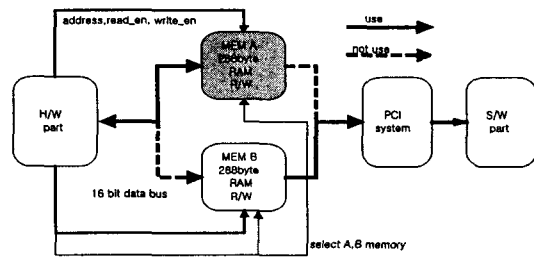 address,read_en, write_en
use
not use
MEM A
288byte
RAM
R/W
H/W
part
PCI
system
S/W
part
MEM B
288byte
RAM
R/W
16 bit data bus
select A,B memory